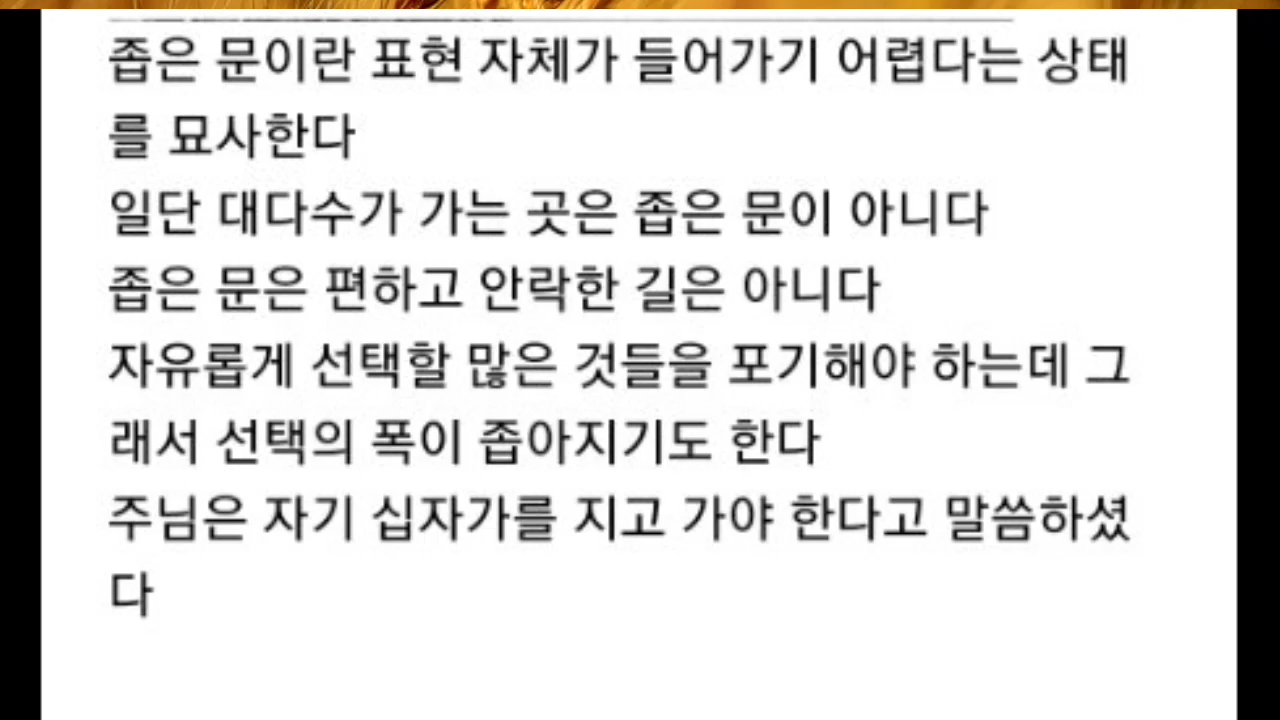 좁은 문이란 표현 자체가 들어가기 어렵다는 상태
를 묘사한다
일단 대다수가 가는 곳은 좁은 문이 아니다
좁은 문은 편하고 안락한 길은 아니다
자유롭게 선택할 많은 것들을 포기해야 하는데 그
래서 선택의 폭이 좁아지기도 한다
주님은 자기 십자가를 지고 가야 한다고 말씀하셨
다